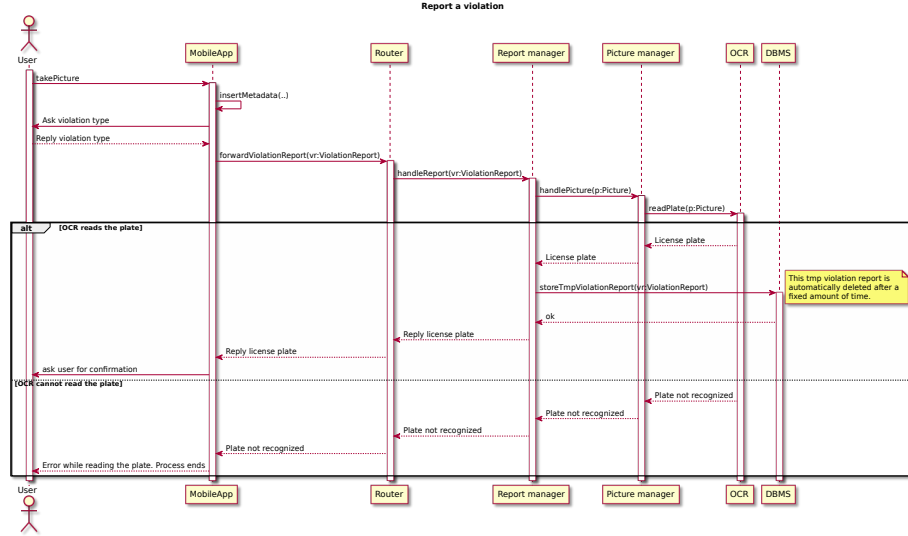 Report a violation
User
MobileApp
Router
Report manager
Picture manager
OCR
DBMS
takePicture
insertMetadata(..)
Ask violation type
Reply violation type
forwardViolationReport(vr:ViolationReport)
handleReport(vr:ViolationReport)
handlePicture(p:Picture)
readPlate(p:Picture)
alt
[OCR reads the plate]
License plate
License plate
This tmp violation report is
automatically deleted after a
fixed amount of time.
storeTmpViolationReport(vr:ViolationReport)
ok
Reply license plate
Reply license plate
ask user for confirmation
[OCR cannot read the plate]
Plate not recognized
Plate not recognized
Plate not recognized
Plate not recognized
Error while reading the plate. Process ends
User
MobileApp
Router
Report manager
Picture manager
OCR
DBMS